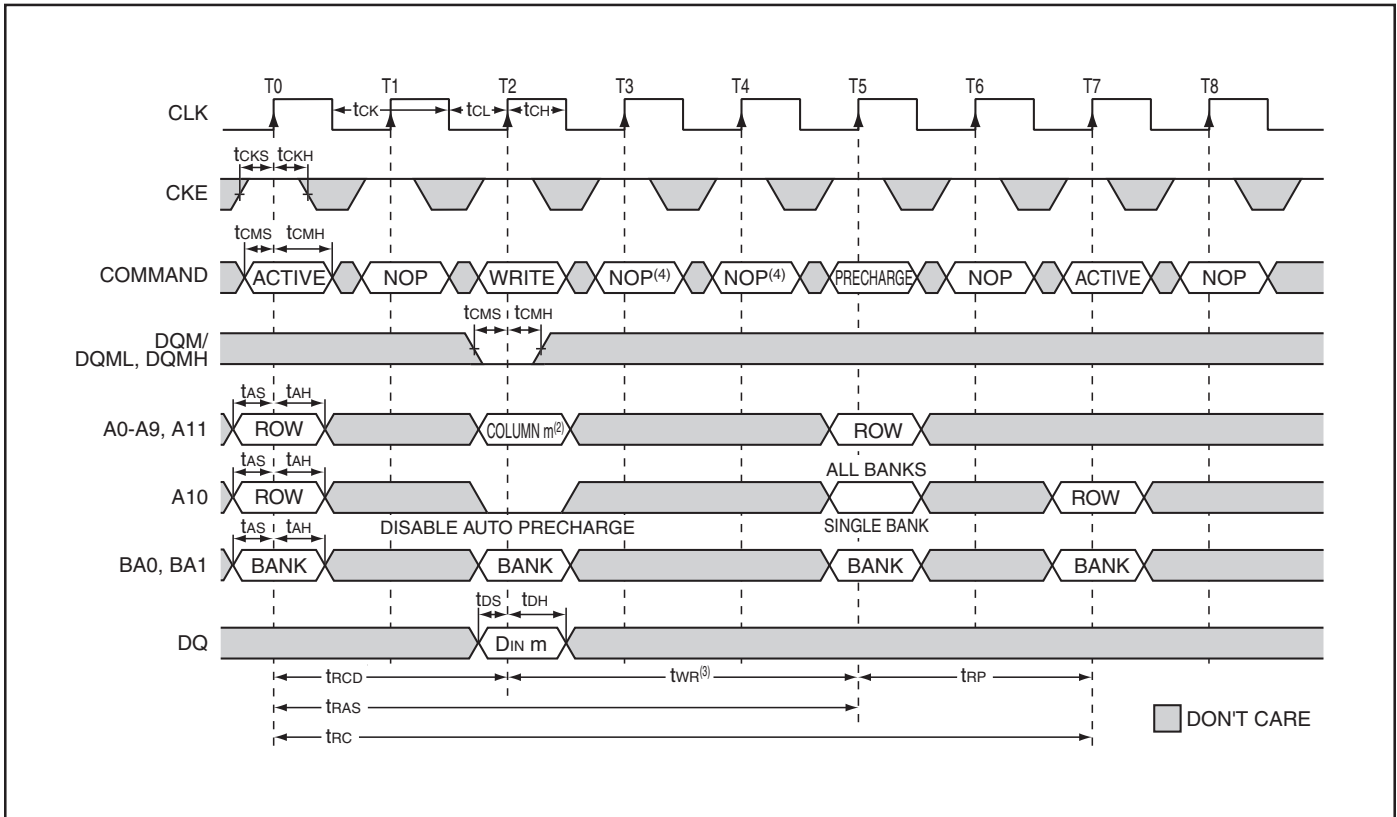 T0 T1 T2 T3 T4 T5 T6 T7 T8
CLK tCK tCL tCH
tCKS tCKH
CKE
tCMS tCMH
COMMAND ACTIVE NOP WRITE NOP(4) NOP(4) PRECHARGE NOP ACTIVE NOP
tCMS tCMH
DQM/
DQML, DQMH
tAS tAH
A0-A9, A11 ROW COLUMN m(2) ROW
tAS tAH ALL BANKS
A10 ROW ROW
tAS tAH DISABLE AUTO PRECHARGE SINGLE BANK
BA0, BA1 BANK BANK BANK BANK
tDS tDH
DQ DIN m
tRCD tWR(3) tRP
tRAS
DON'T CARE
tRC